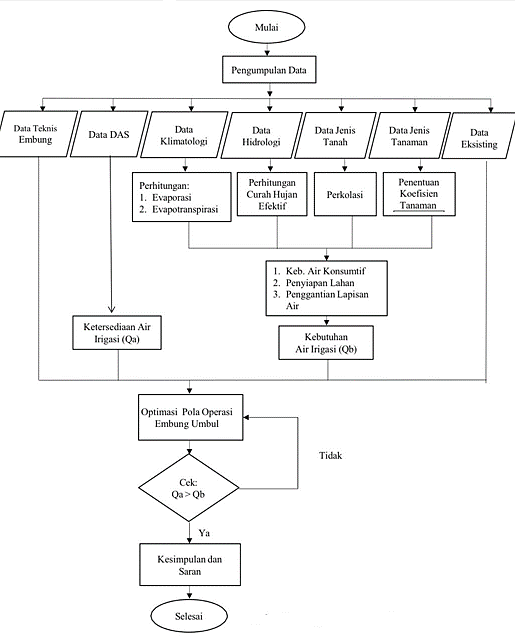 Mulai
Pengumpulan Data
Data Teknis
Embung
Data DAS
Data
Klimatologi
Data
Hidrologi
Data Jenis
Tanah
Data Jenis
Tanaman
Data
Eksisting
Perhitungan:
1. Evaporasi
2. Evapotranspirasi
Perhitungan
Curah Hujan
Efektif
Perkolasi
Penentuan
Koefisien
Tanaman
1. Keb. Air Konsumtif
2. Penyiapan Lahan
3. Penggantian Lapisan
Air
Ketersediaan Air
Irigasi (Qa)
Kebutuhan
Air Irigasi (Qb)
Optimasi Pola Operasi
Embung Umbul
Tidak
Cek:
Qa > Qb
Ya
Kesimpulan dan
Saran
Selesai